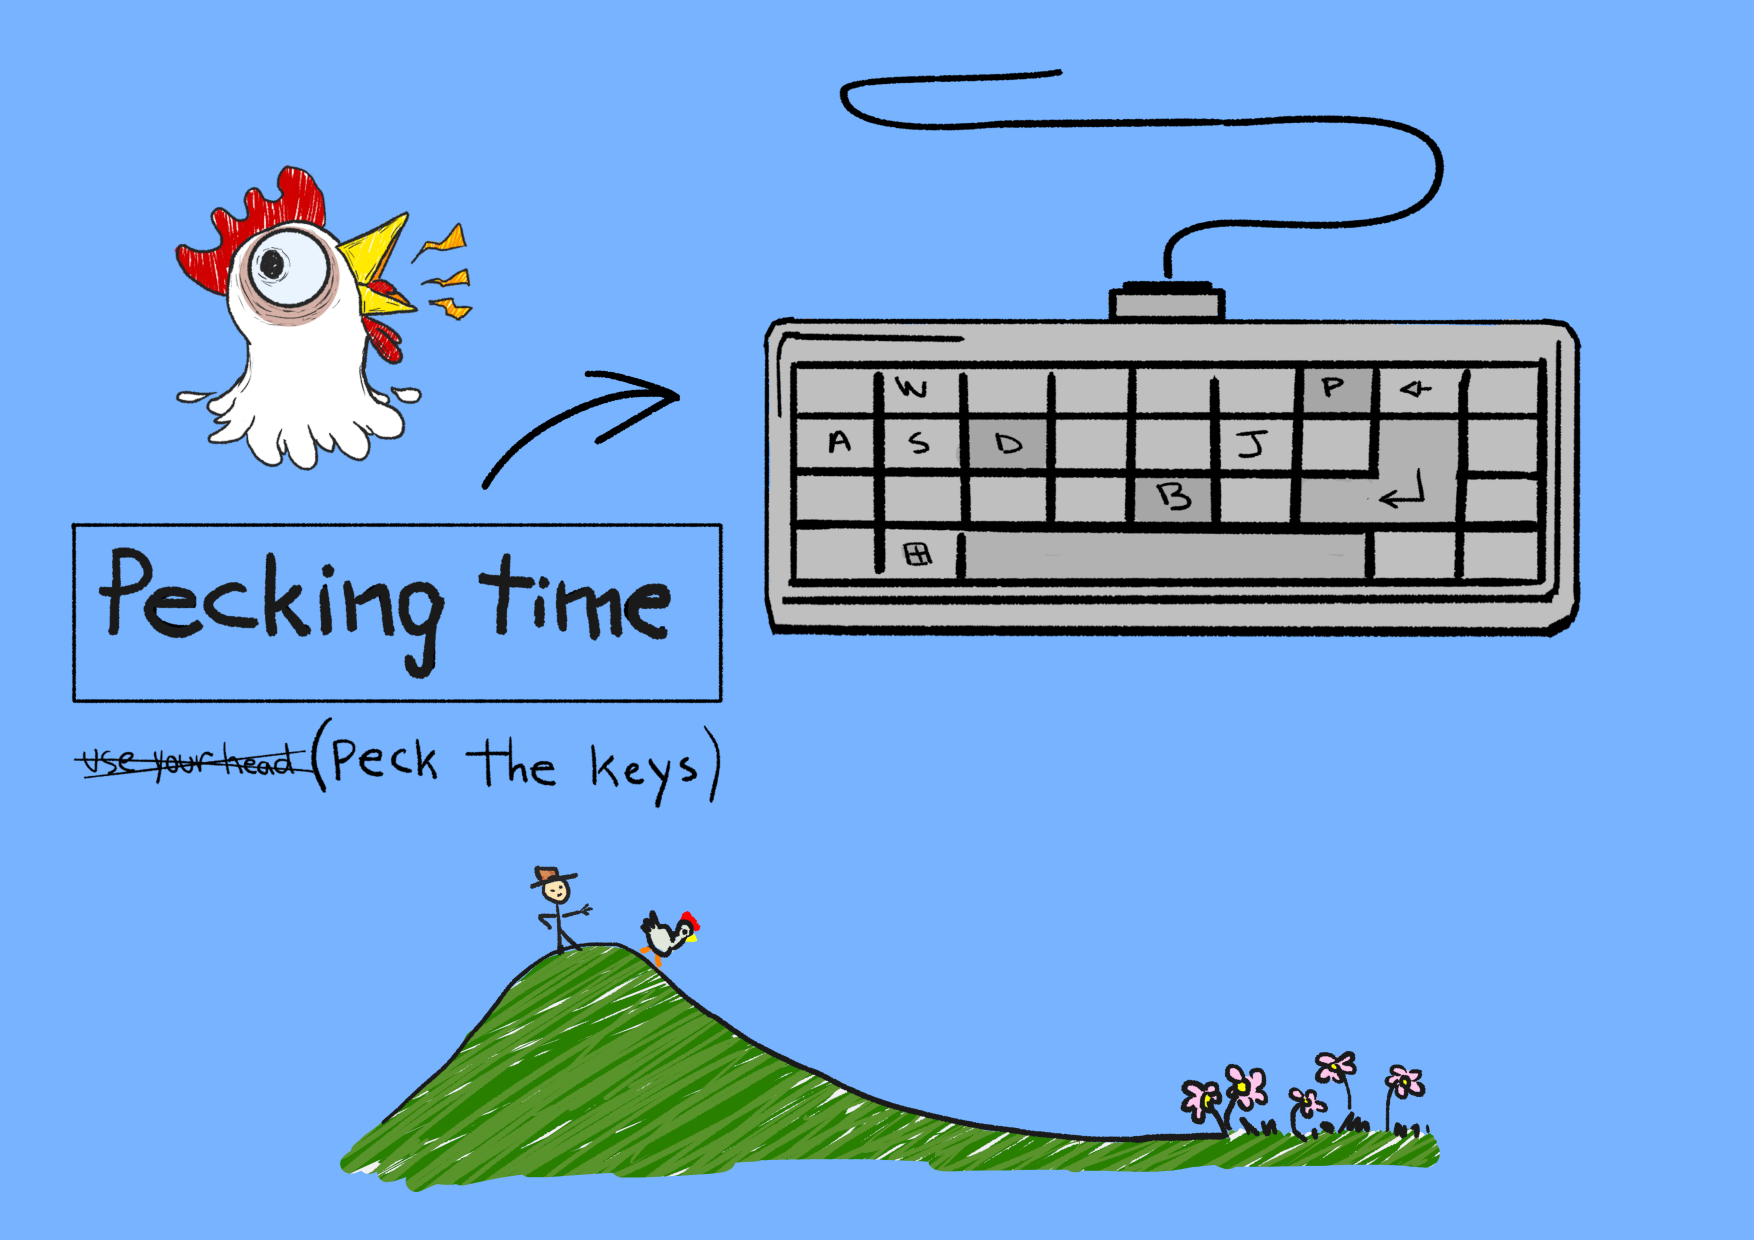 Pecking time
use your head (Peck the keys)
W P ←
A S D J
B ↵
⊞